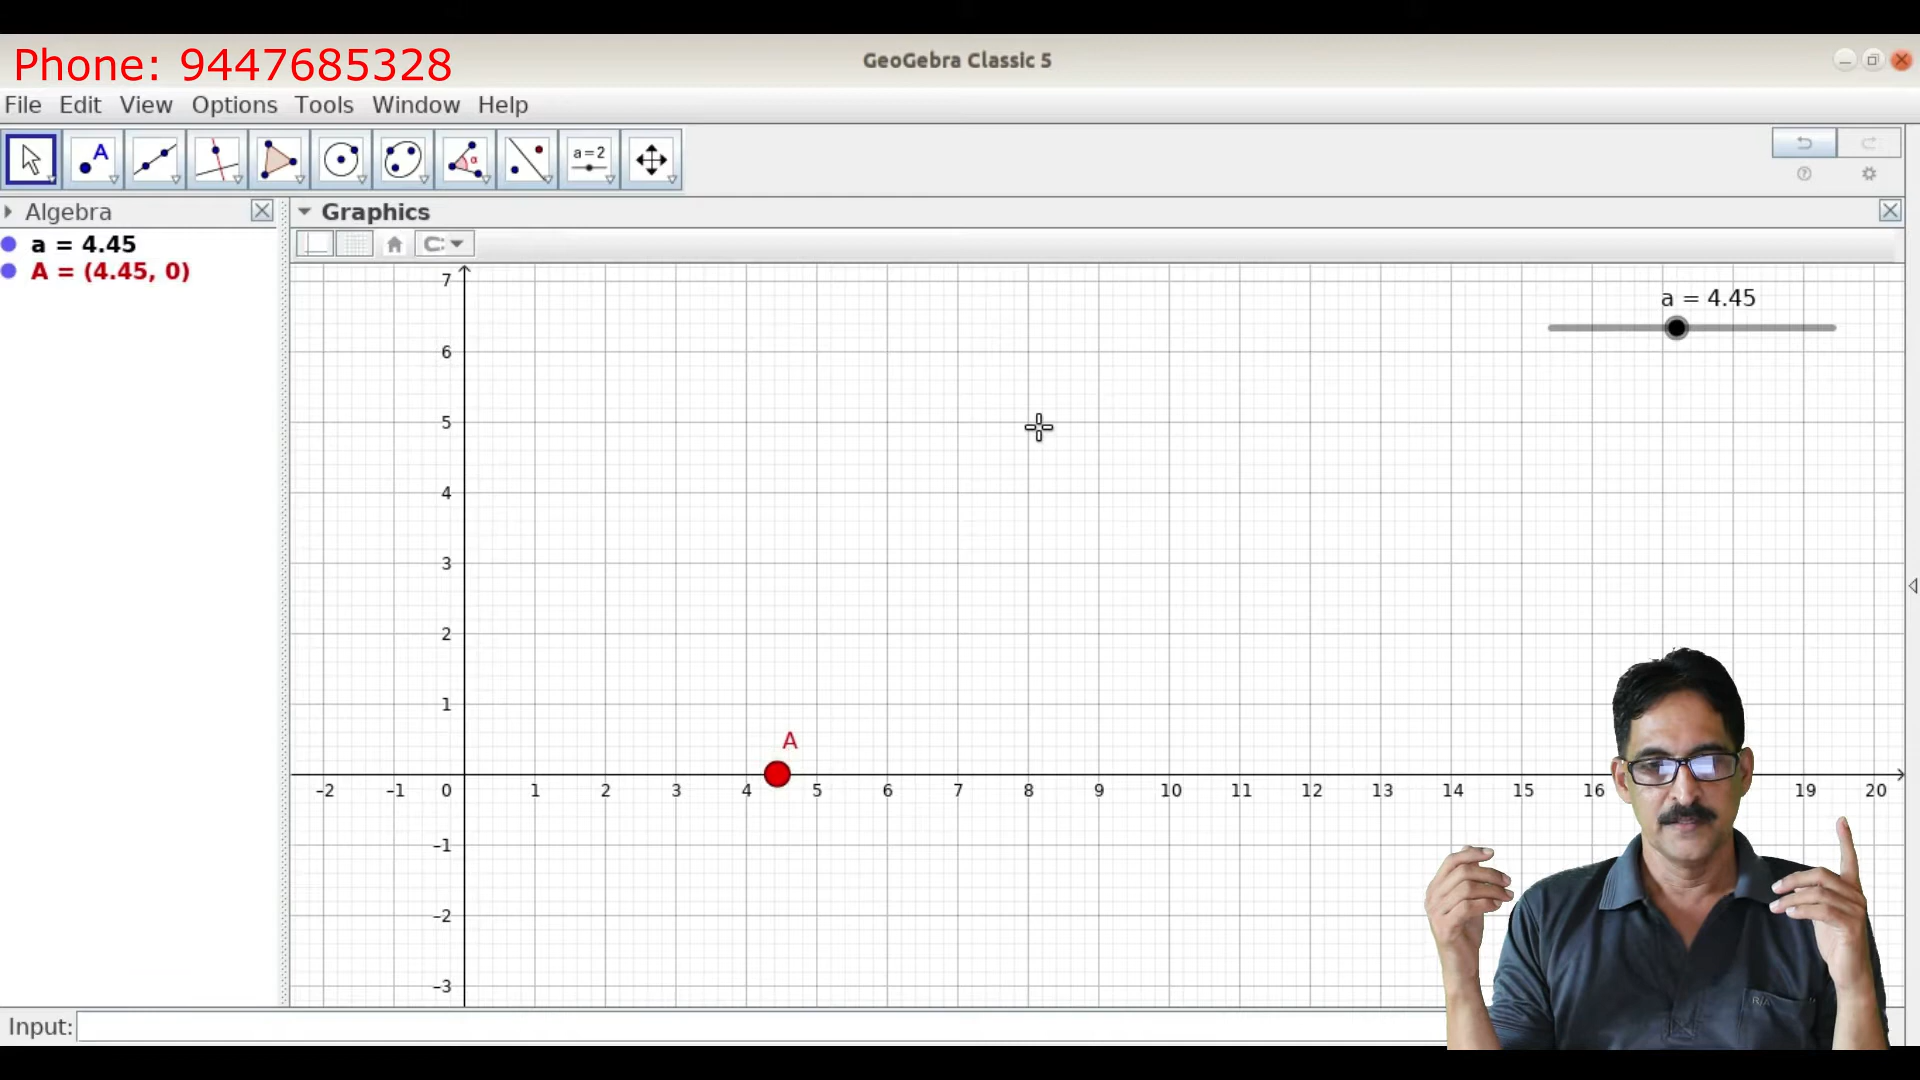 Phone: 9447685328
GeoGebra Classic 5
File Edit View Options Tools Window Help
A
α
a=2
Algebra
Graphics
a = 4.45
A = (4.45, 0)
a = 4.45
7
6
5
4
3
2
1
A
-2 -1 0 1 2 3 4 5 6 7 8 9 10 11 12 13 14 15 16 19 20
-1
-2
-3
Input: